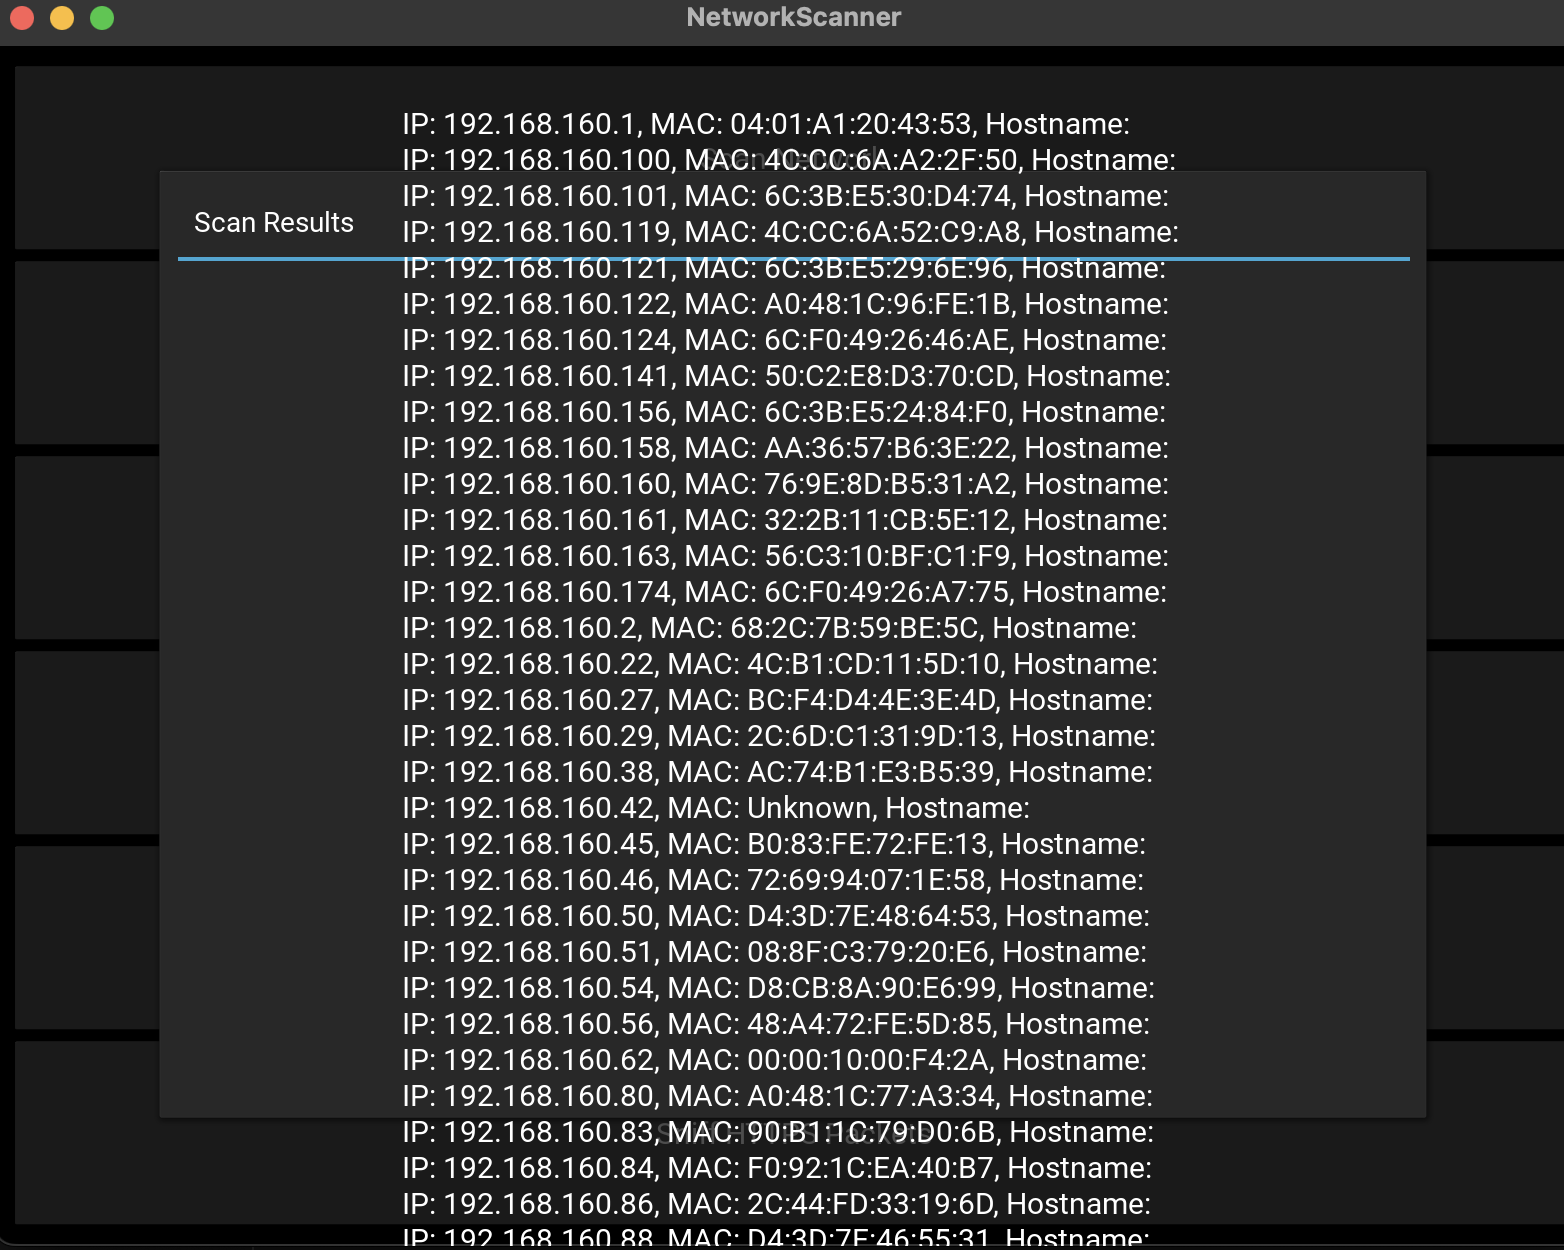 NetworkScanner
Scan Network
Scan Results
IP: 192.168.160.1, MAC: 04:01:A1:20:43:53, Hostname:
IP: 192.168.160.100, MAC: 4C:CC:6A:A2:2F:50, Hostname:
IP: 192.168.160.101, MAC: 6C:3B:E5:30:D4:74, Hostname:
IP: 192.168.160.119, MAC: 4C:CC:6A:52:C9:A8, Hostname:
IP: 192.168.160.121, MAC: 6C:3B:E5:29:6E:96, Hostname:
IP: 192.168.160.122, MAC: A0:48:1C:96:FE:1B, Hostname:
IP: 192.168.160.124, MAC: 6C:F0:49:26:46:AE, Hostname:
IP: 192.168.160.141, MAC: 50:C2:E8:D3:70:CD, Hostname:
IP: 192.168.160.156, MAC: 6C:3B:E5:24:84:F0, Hostname:
IP: 192.168.160.158, MAC: AA:36:57:B6:3E:22, Hostname:
IP: 192.168.160.160, MAC: 76:9E:8D:B5:31:A2, Hostname:
IP: 192.168.160.161, MAC: 32:2B:11:CB:5E:12, Hostname:
IP: 192.168.160.163, MAC: 56:C3:10:BF:C1:F9, Hostname:
IP: 192.168.160.174, MAC: 6C:F0:49:26:A7:75, Hostname:
IP: 192.168.160.2, MAC: 68:2C:7B:59:BE:5C, Hostname:
IP: 192.168.160.22, MAC: 4C:B1:CD:11:5D:10, Hostname:
IP: 192.168.160.27, MAC: BC:F4:D4:4E:3E:4D, Hostname:
IP: 192.168.160.29, MAC: 2C:6D:C1:31:9D:13, Hostname:
IP: 192.168.160.38, MAC: AC:74:B1:E3:B5:39, Hostname:
IP: 192.168.160.42, MAC: Unknown, Hostname:
IP: 192.168.160.45, MAC: B0:83:FE:72:FE:13, Hostname:
IP: 192.168.160.46, MAC: 72:69:94:07:1E:58, Hostname:
IP: 192.168.160.50, MAC: D4:3D:7E:48:64:53, Hostname:
IP: 192.168.160.51, MAC: 08:8F:C3:79:20:E6, Hostname:
IP: 192.168.160.54, MAC: D8:CB:8A:90:E6:99, Hostname:
IP: 192.168.160.56, MAC: 48:A4:72:FE:5D:85, Hostname:
IP: 192.168.160.62, MAC: 00:00:10:00:F4:2A, Hostname:
IP: 192.168.160.80, MAC: A0:48:1C:77:A3:34, Hostname:
IP: 192.168.160.83, MAC: 90:B1:1C:79:D0:6B, Hostname:
Sniff HTTPS Packets
IP: 192.168.160.84, MAC: F0:92:1C:EA:40:B7, Hostname:
IP: 192.168.160.86, MAC: 2C:44:FD:33:19:6D, Hostname:
IP: 192.168.160.88, MAC: D4:3D:7E:46:55:31, Hostname: